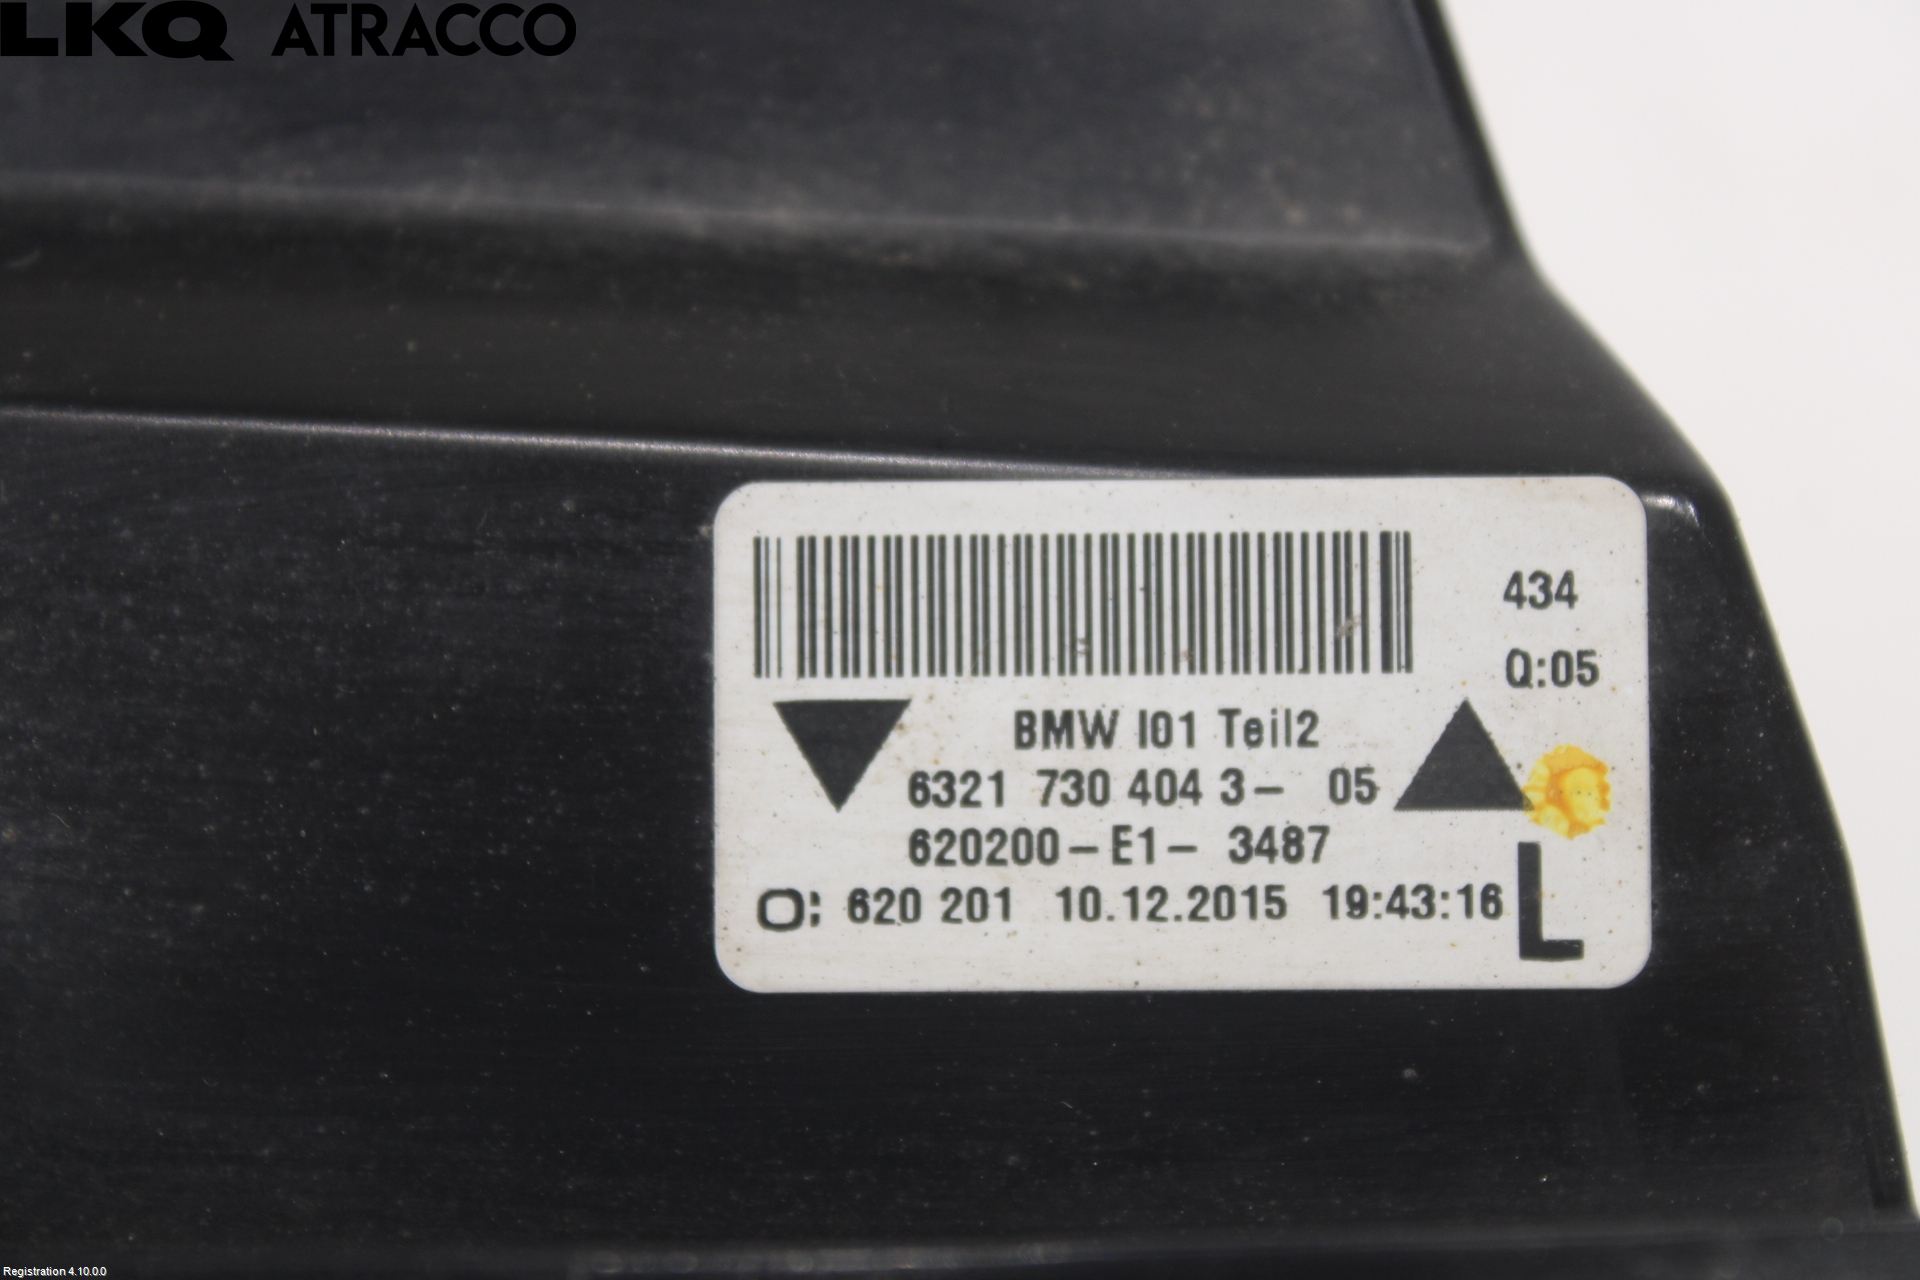 LKQ ATRACCO
434
Q:05
BMW I01 Teil2
6321 730 404 3- 05
620200-E1- 3487
O: 620 201 10.12.2015 19:43:16
L
Registration 4.10.0.0